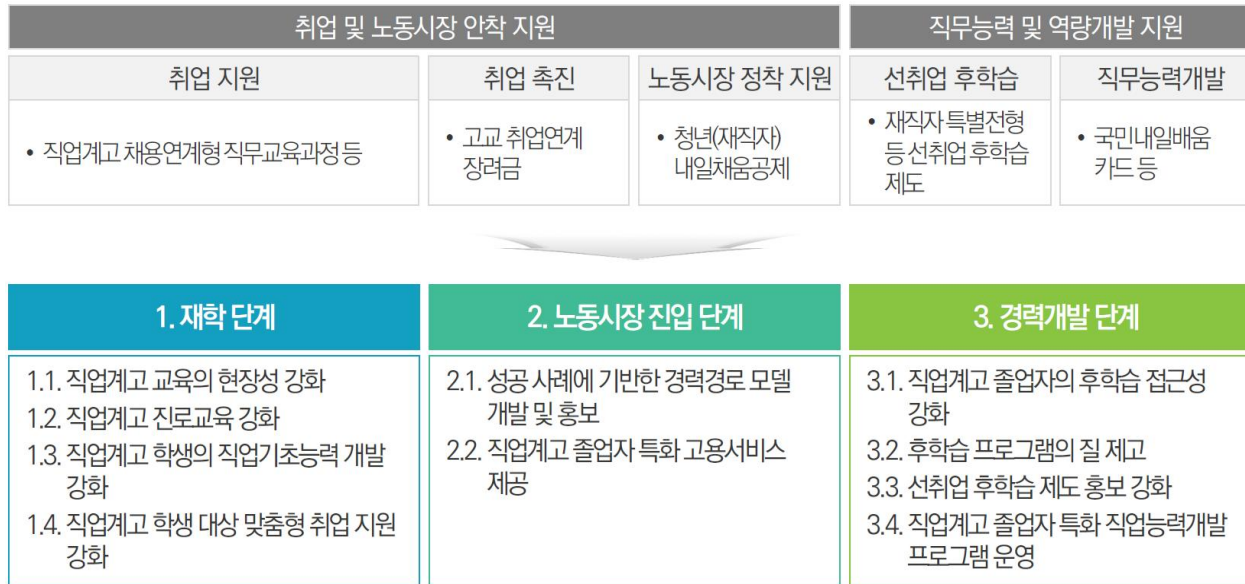 취업 및 노동시장 안착 지원
직무능력 및 역량개발 지원
취업 지원
취업 촉진
노동시장 정착 지원
선취업 후학습
직무능력개발
• 직업계고 채용연계형 직무교육과정 등
• 고교 취업연계
장려금
• 청년(재직자)
내일채움공제
• 재직자 특별전형
등 선취업 후학습
제도
• 국민내일배움
카드 등
1. 재학 단계
1.1. 직업계고 교육의 현장성 강화
1.2. 직업계고 진로교육 강화
1.3. 직업계고 학생의 직업기초능력 개발
강화
1.4. 직업계고 학생 대상 맞춤형 취업 지원
강화
2. 노동시장 진입 단계
2.1. 성공 사례에 기반한 경력경로 모델
개발 및 홍보
2.2. 직업계고 졸업자 특화 고용서비스
제공
3. 경력개발 단계
3.1. 직업계고 졸업자의 후학습 접근성
강화
3.2. 후학습 프로그램의 질 제고
3.3. 선취업 후학습 제도 홍보 강화
3.4. 직업계고 졸업자 특화 직업능력개발
프로그램 운영